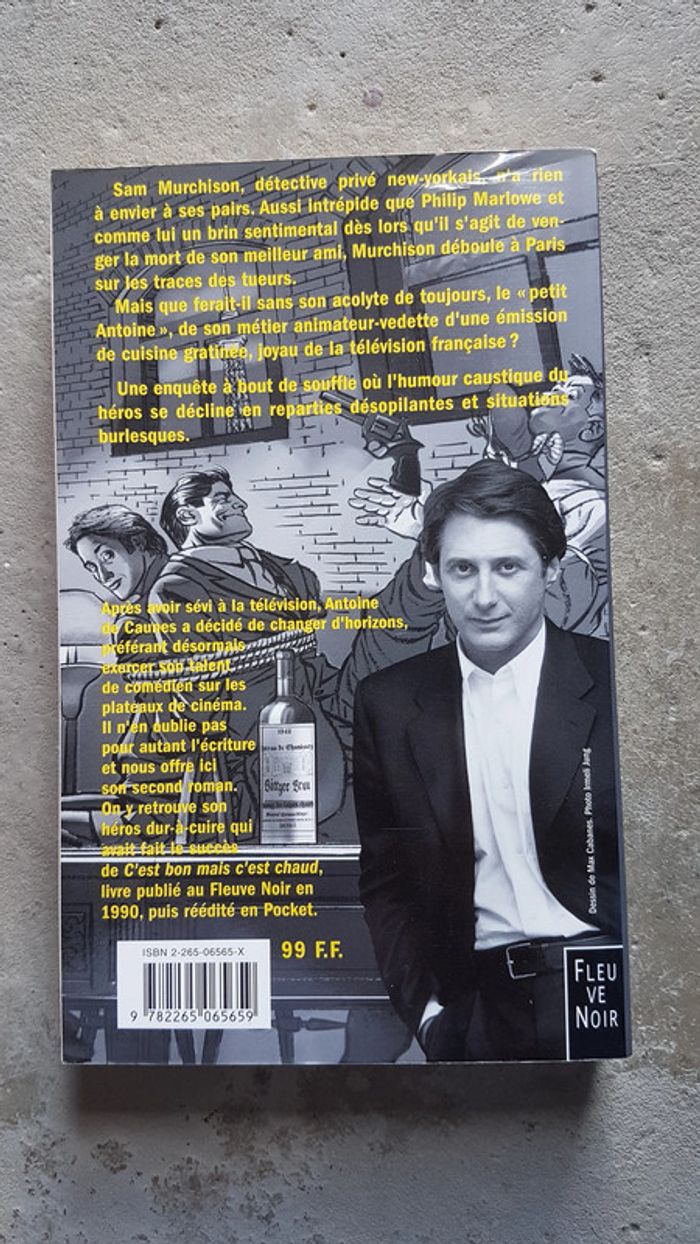 Sam Murchison, détective privé new-yorkais, n'a rien
à envier à ses pairs. Aussi intrépide que Philip Marlowe et
comme lui un brin sentimental dès lors qu'il s'agit de ven-
ger la mort de son meilleur ami, Murchison déboule à Paris
sur les traces des tueurs.
Mais que ferait-il sans son acolyte de toujours, le «petit
Antoine», de son métier animateur-vedette d'une émission
de cuisine gratinée, joyau de la télévision française?
Une enquête à bout de souffle où l'humour caustique du
héros se décline en reparties désopilantes et situations
burlesques.
Après avoir sévi à la télévision, Antoine
de Caunes a décidé de changer d'horizons,
préférant désormais
exercer son talent
de comédien sur les
plateaux de cinéma.
Il n'en oublie pas
pour autant l'écriture
et nous offre ici
son second roman.
On y retrouve son
héros dur-à-cuire qui
avait fait le succès
de C'est bon mais c'est chaud,
livre publié au Fleuve Noir en
1990, puis réédité en Pocket.
1948
Dessin de Max Cabanes. Photo Irmeli Jung
ISBN 2-265-06565-X
99 F.F.
9 782265 065659
FLEU
VE
NOIR